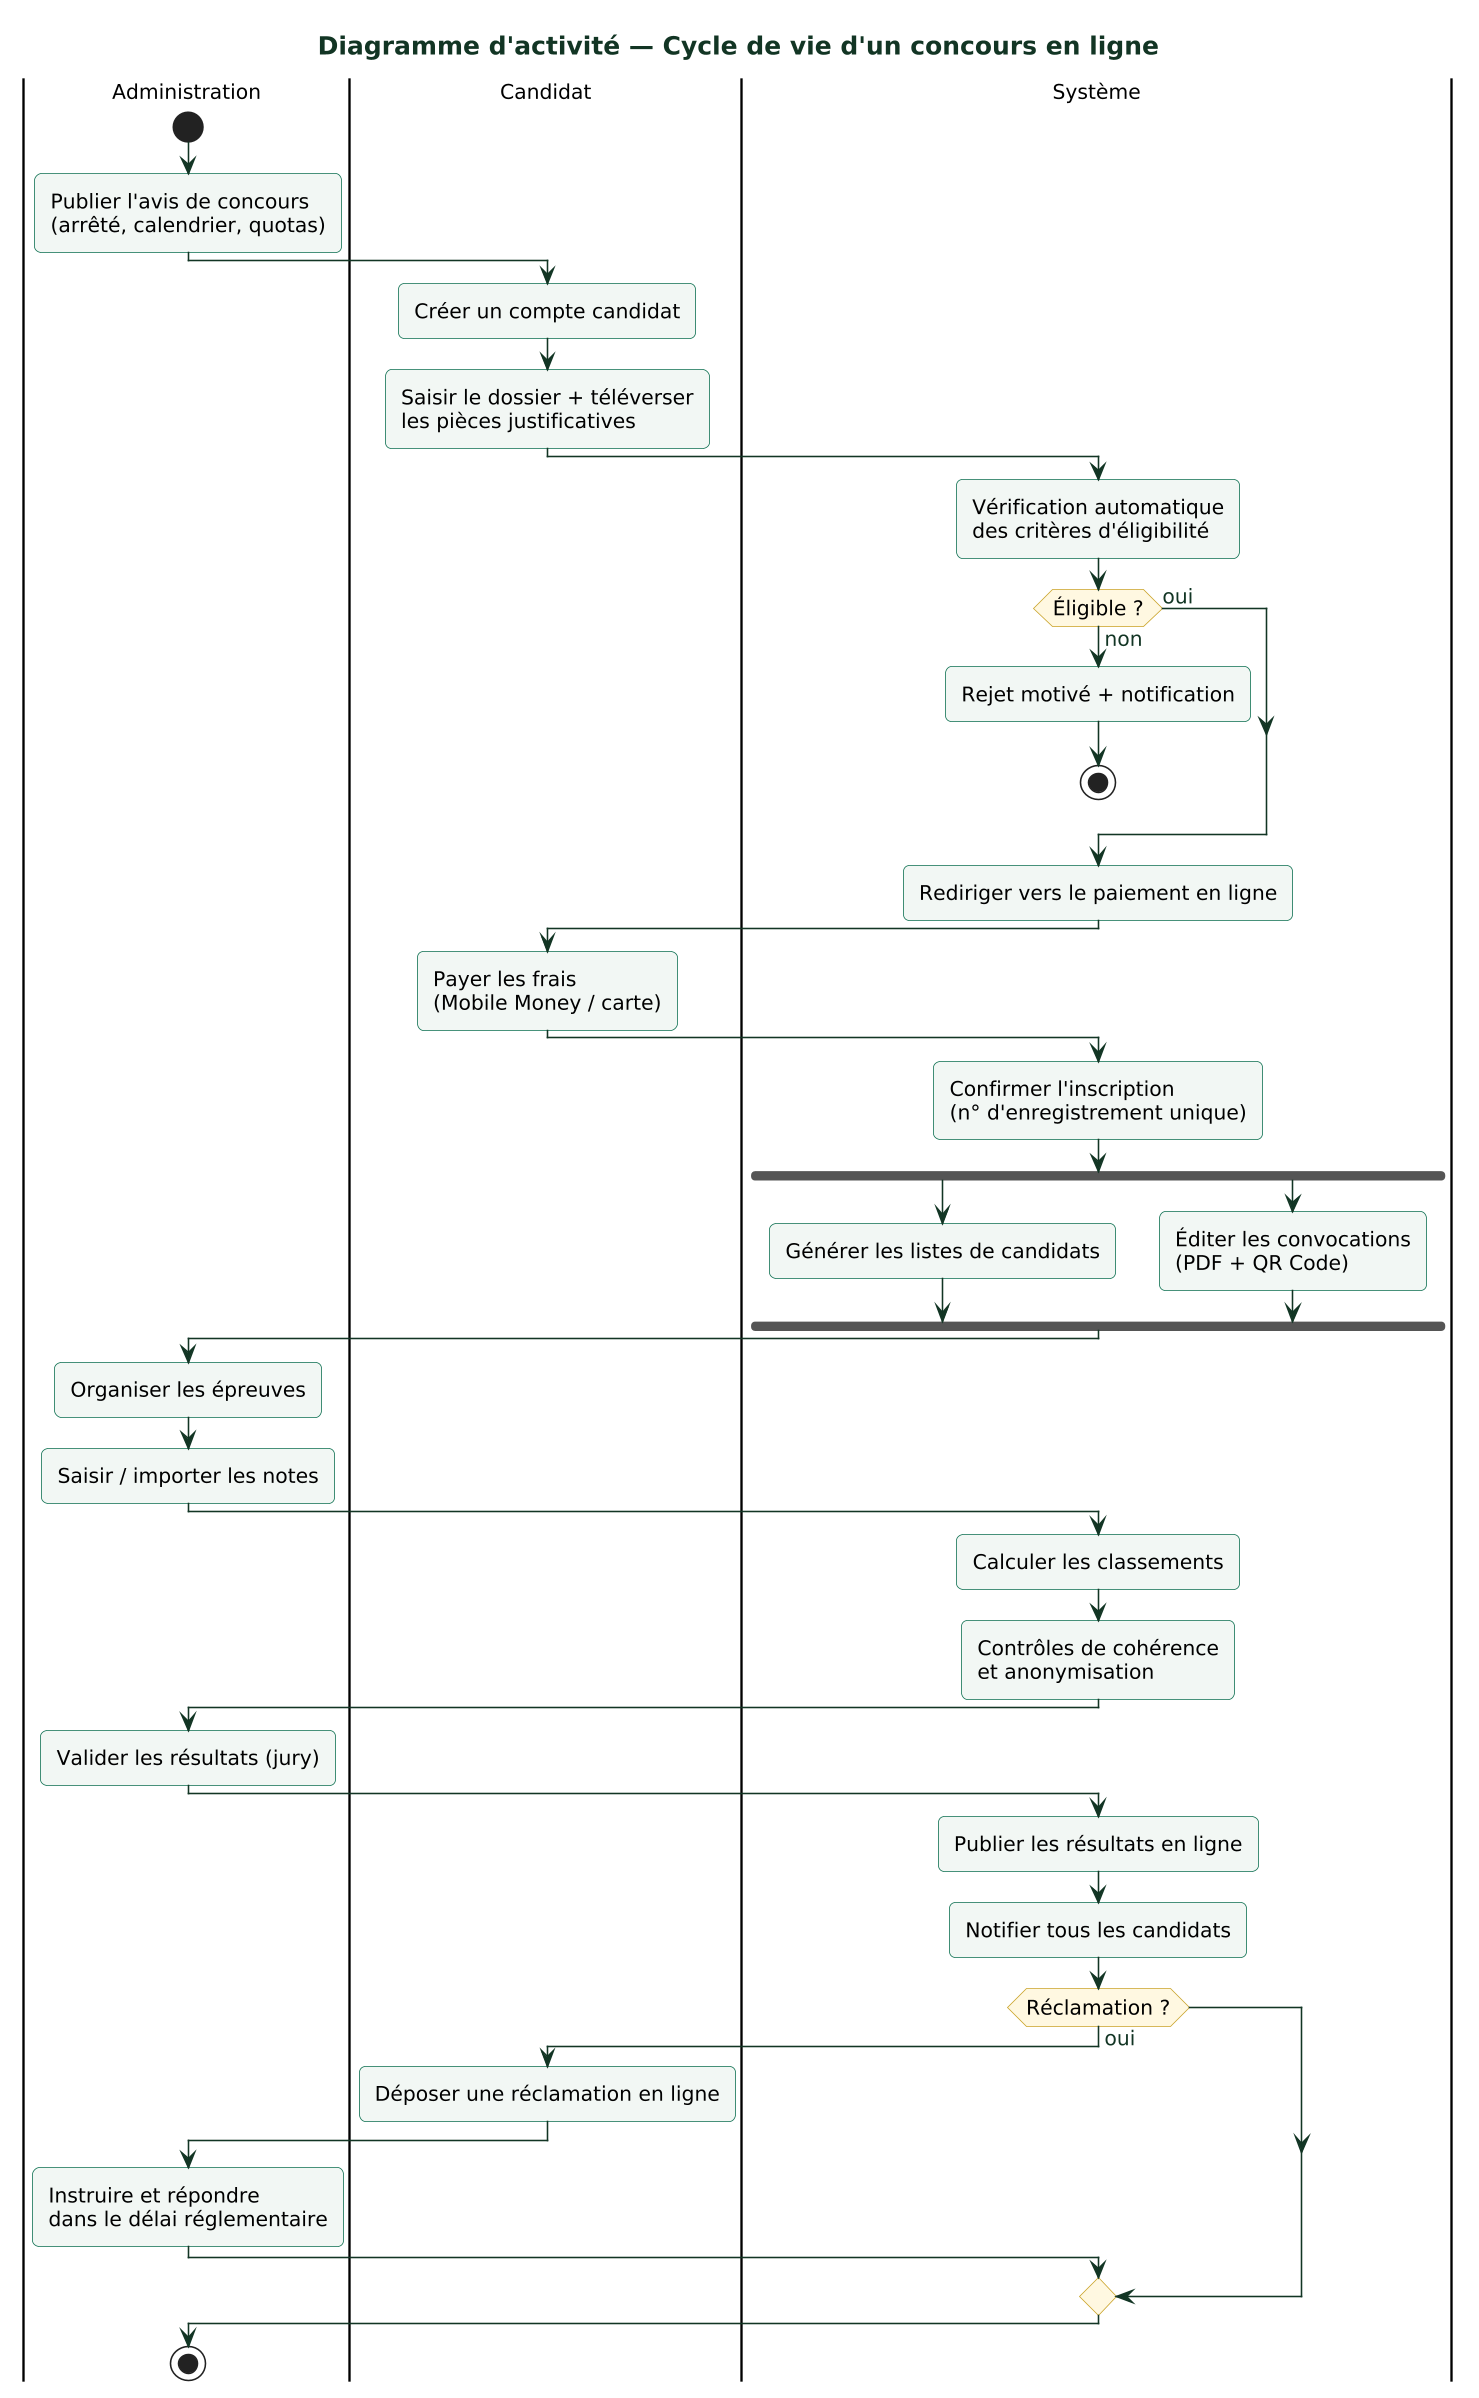 Diagramme d'activité — Cycle de vie d'un concours en ligne
Administration
Candidat
Système
Publier l'avis de concours
(arrêté, calendrier, quotas)
Créer un compte candidat
Saisir le dossier + téléverser
les pièces justificatives
Vérification automatique
des critères d'éligibilité
Éligible ?
oui
non
Rejet motivé + notification
Rediriger vers le paiement en ligne
Payer les frais
(Mobile Money / carte)
Confirmer l'inscription
(n° d'enregistrement unique)
Générer les listes de candidats
Éditer les convocations
(PDF + QR Code)
Organiser les épreuves
Saisir / importer les notes
Calculer les classements
Contrôles de cohérence
et anonymisation
Valider les résultats (jury)
Publier les résultats en ligne
Notifier tous les candidats
Réclamation ?
oui
Déposer une réclamation en ligne
Instruire et répondre
dans le délai réglementaire